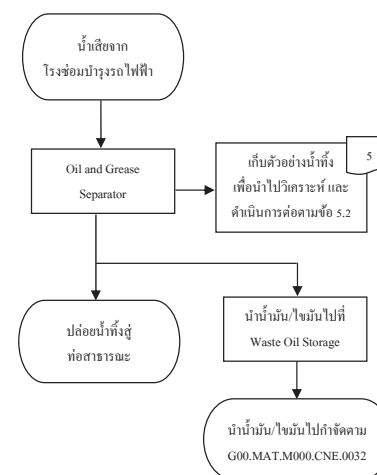 น้ำเสียจาก
โรงซ่อมบำรุงรถไฟฟ้า
Oil and Grease
Separator
5
เก็บตัวอย่างน้ำทิ้ง
เพื่อนำไปวิเคราะห์ และ
ดำเนินการต่อตามข้อ 5.2
ปล่อยน้ำทิ้งสู่
ท่อสาธารณะ
นำน้ำมัน/ไขมันไปที่
Waste Oil Storage
นำน้ำมัน/ไขมันไปกำจัดตาม
G00.MAT.M000.CNE.0032